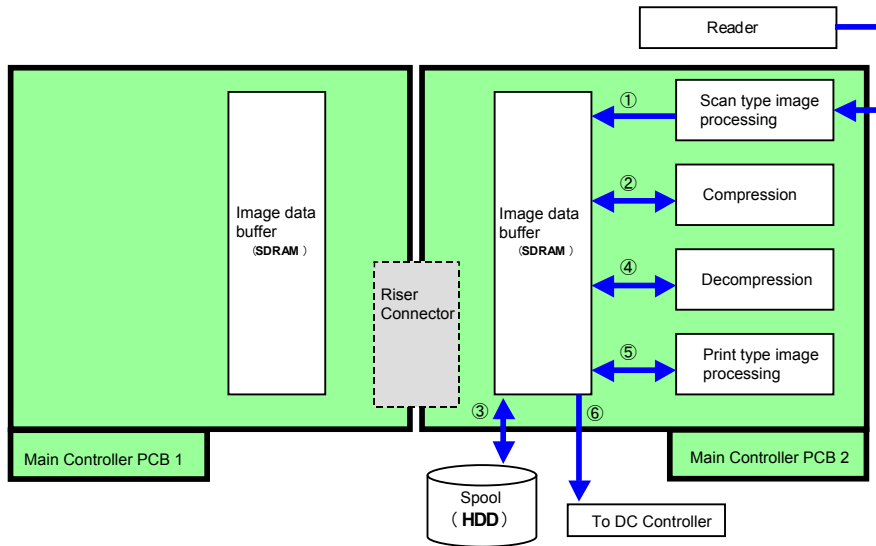 Reader
①
Scan type image
processing
②
Compression
Image data
buffer
(SDRAM)
Image data
buffer
(SDRAM)
④
Decompression
Riser
Connector
⑤
Print type image
processing
③
⑥
Main Controller PCB 1
Main Controller PCB 2
Spool
(HDD)
To DC Controller